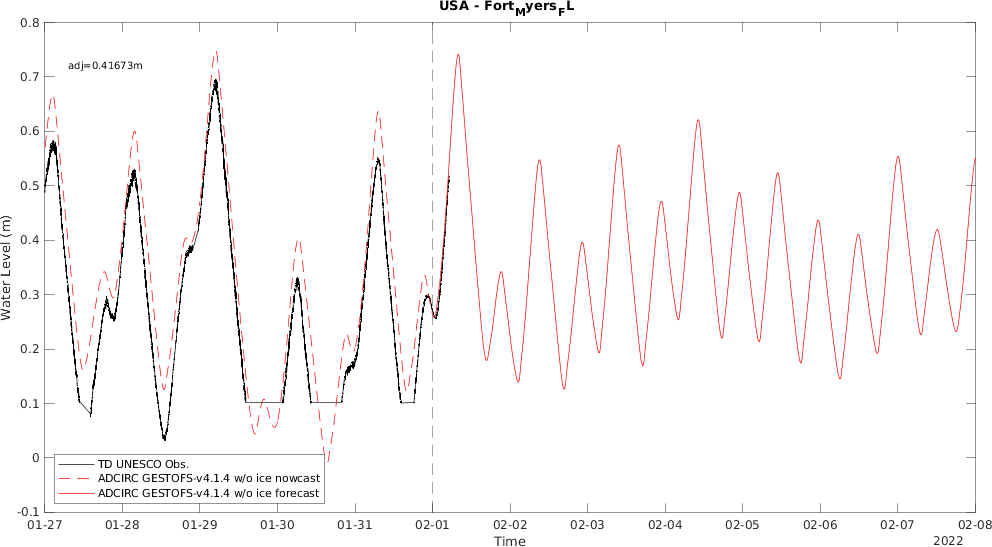 USA - Fort_Myers_FL
adj=0.41673m
0.8
0.7
0.6
0.5
0.4
0.3
0.2
0.1
0
-0.1
Water Level (m)
TD UNESCO Obs.
ADCIRC GESTOFS-v4.1.4 w/o ice nowcast
ADCIRC GESTOFS-v4.1.4 w/o ice forecast
01-27 01-28 01-29 01-30 01-31 02-01 02-02 02-03 02-04 02-05 02-06 02-07 02-08
Time
2022